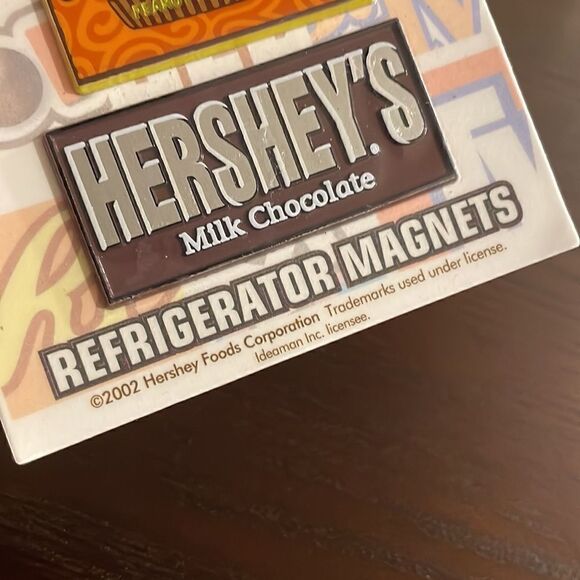 HERSHEY'S
Milk Chocolate
REFRIGERATOR MAGNETS
©2002 Hershey Foods Corporation Trademarks used under license.
Ideaman Inc. licensee.